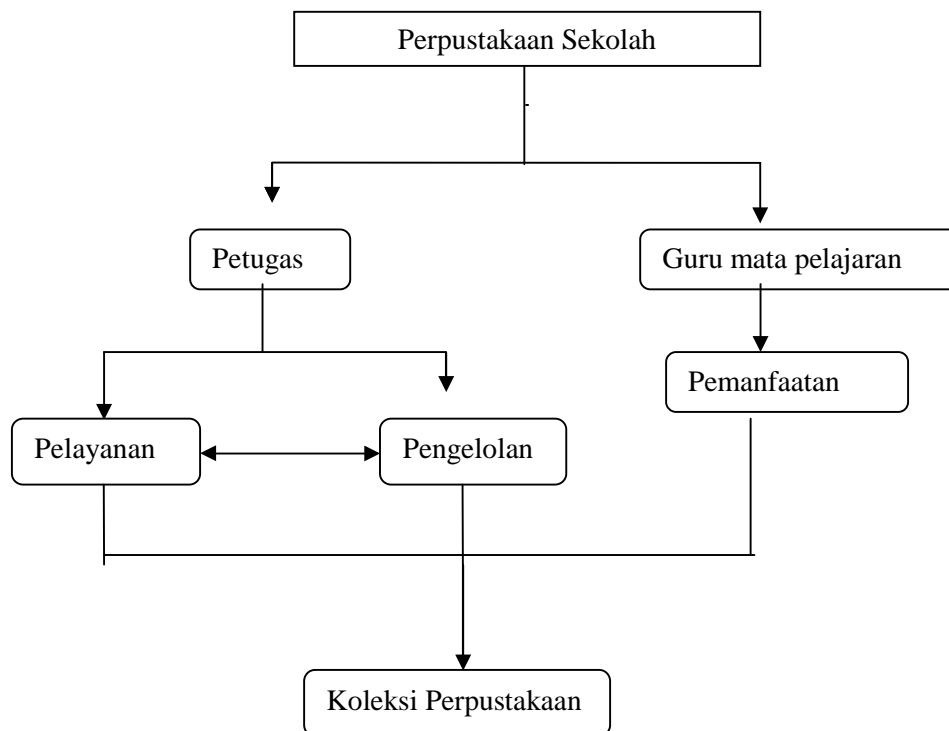 Perpustakaan Sekolah
Petugas
Guru mata pelajaran
Pemanfaatan
Pelayanan
Pengelolan
Koleksi Perpustakaan